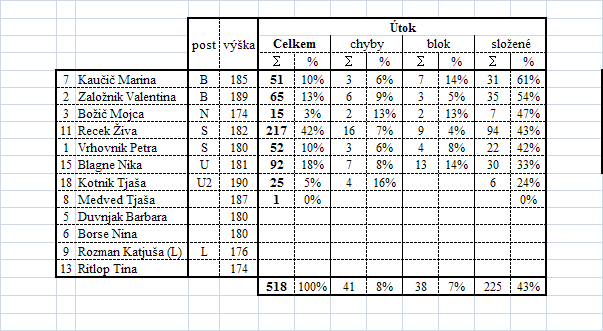 Útok
post výška Celkem chyby blok složené
Σ % Σ % Σ % Σ %
7 Kaučič Marina B 185 51 10% 3 6% 7 14% 31 61%
2 Založnik Valentina B 189 65 13% 6 9% 3 5% 35 54%
3 Božič Mojca N 174 15 3% 2 13% 2 13% 7 47%
11 Recek Živa S 182 217 42% 16 7% 9 4% 94 43%
1 Vrhovnik Petra S 180 52 10% 3 6% 4 8% 22 42%
15 Blagne Nika U 181 92 18% 7 8% 13 14% 30 33%
18 Kotnik Tjaša U2 190 25 5% 4 16% 6 24%
8 Medved Tjaša 187 1 0% 0%
5 Duvnjak Barbara 180
6 Borse Nina 180
9 Rozman Katjuša (L) L 176
13 Ritlop Tina 174
518 100% 41 8% 38 7% 225 43%